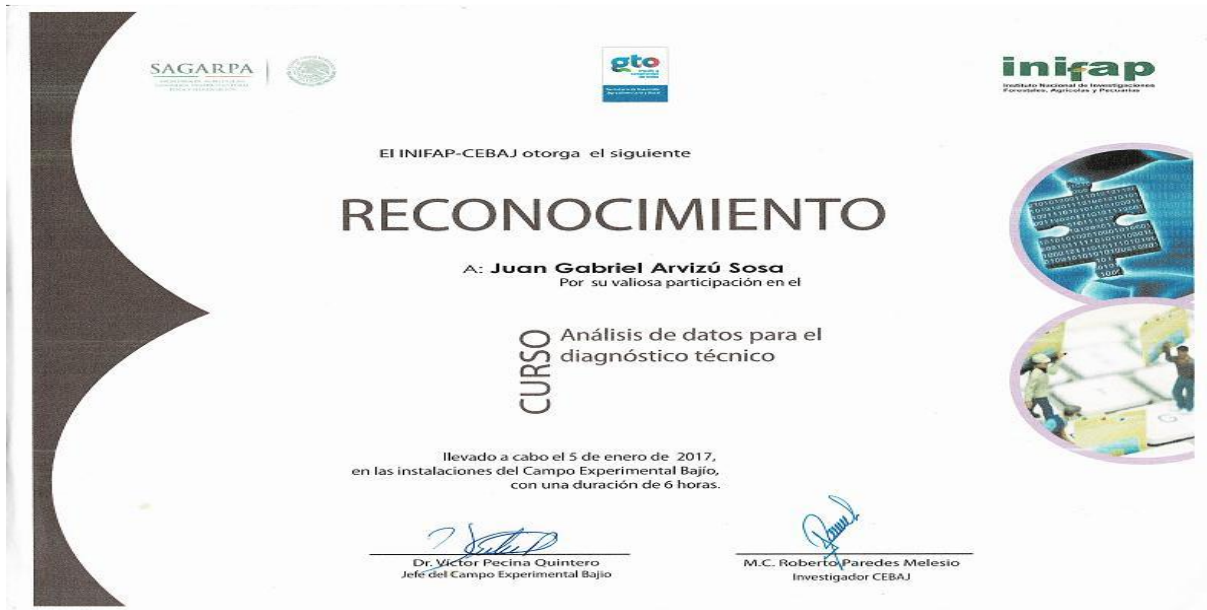 SAGARPA
gto
inifap
Instituto Nacional de Investigaciones
Forestales, Agrícolas y Pecuarias
El INIFAP-CEBAJ otorga el siguiente
RECONOCIMIENTO
A: Juan Gabriel Arvizú Sosa
Por su valiosa participación en el
CURSO
Análisis de datos para el
diagnóstico técnico
llevado a cabo el 5 de enero de 2017,
en las instalaciones del Campo Experimental Bajío,
con una duración de 6 horas.
Dr. Víctor Pecina Quintero
Jefe del Campo Experimental Bajio
M.C. Roberto Paredes Melesio
Investigador CEBAJ